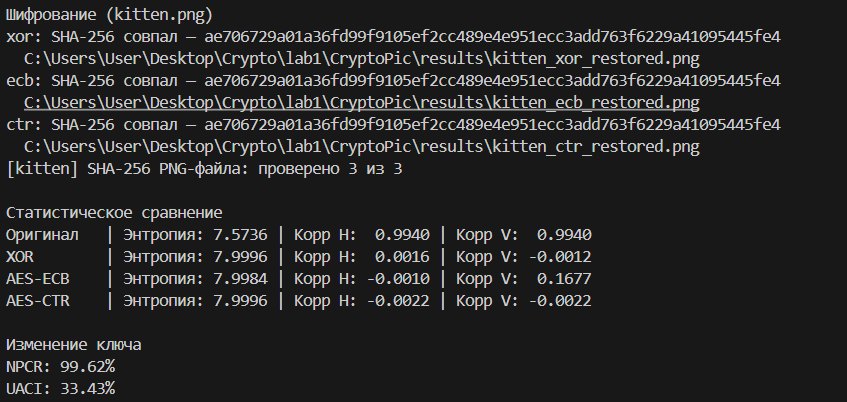 Шифрование (kitten.png)
xor: SHA-256 совпал — ae706729a01a36fd99f9105ef2cc489e4e951ecc3add763f6229a41095445fe4
C:\Users\User\Desktop\Crypto\lab1\CryptoPic\results\kitten_xor_restored.png
ecb: SHA-256 совпал — ae706729a01a36fd99f9105ef2cc489e4e951ecc3add763f6229a41095445fe4
C:\Users\User\Desktop\Crypto\lab1\CryptoPic\results\kitten_ecb_restored.png
ctr: SHA-256 совпал — ae706729a01a36fd99f9105ef2cc489e4e951ecc3add763f6229a41095445fe4
C:\Users\User\Desktop\Crypto\lab1\CryptoPic\results\kitten_ctr_restored.png
[kitten] SHA-256 PNG-файла: проверено 3 из 3
Статистическое сравнение
Оригинал | Энтропия: 7.5736 | Корр H: 0.9940 | Корр V: 0.9940
XOR | Энтропия: 7.9996 | Корр H: 0.0016 | Корр V: -0.0012
AES-ECB | Энтропия: 7.9984 | Корр H: -0.0010 | Корр V: 0.1677
AES-CTR | Энтропия: 7.9996 | Корр H: -0.0022 | Корр V: -0.0022
Изменение ключа
NPCR: 99.62%
UACI: 33.43%